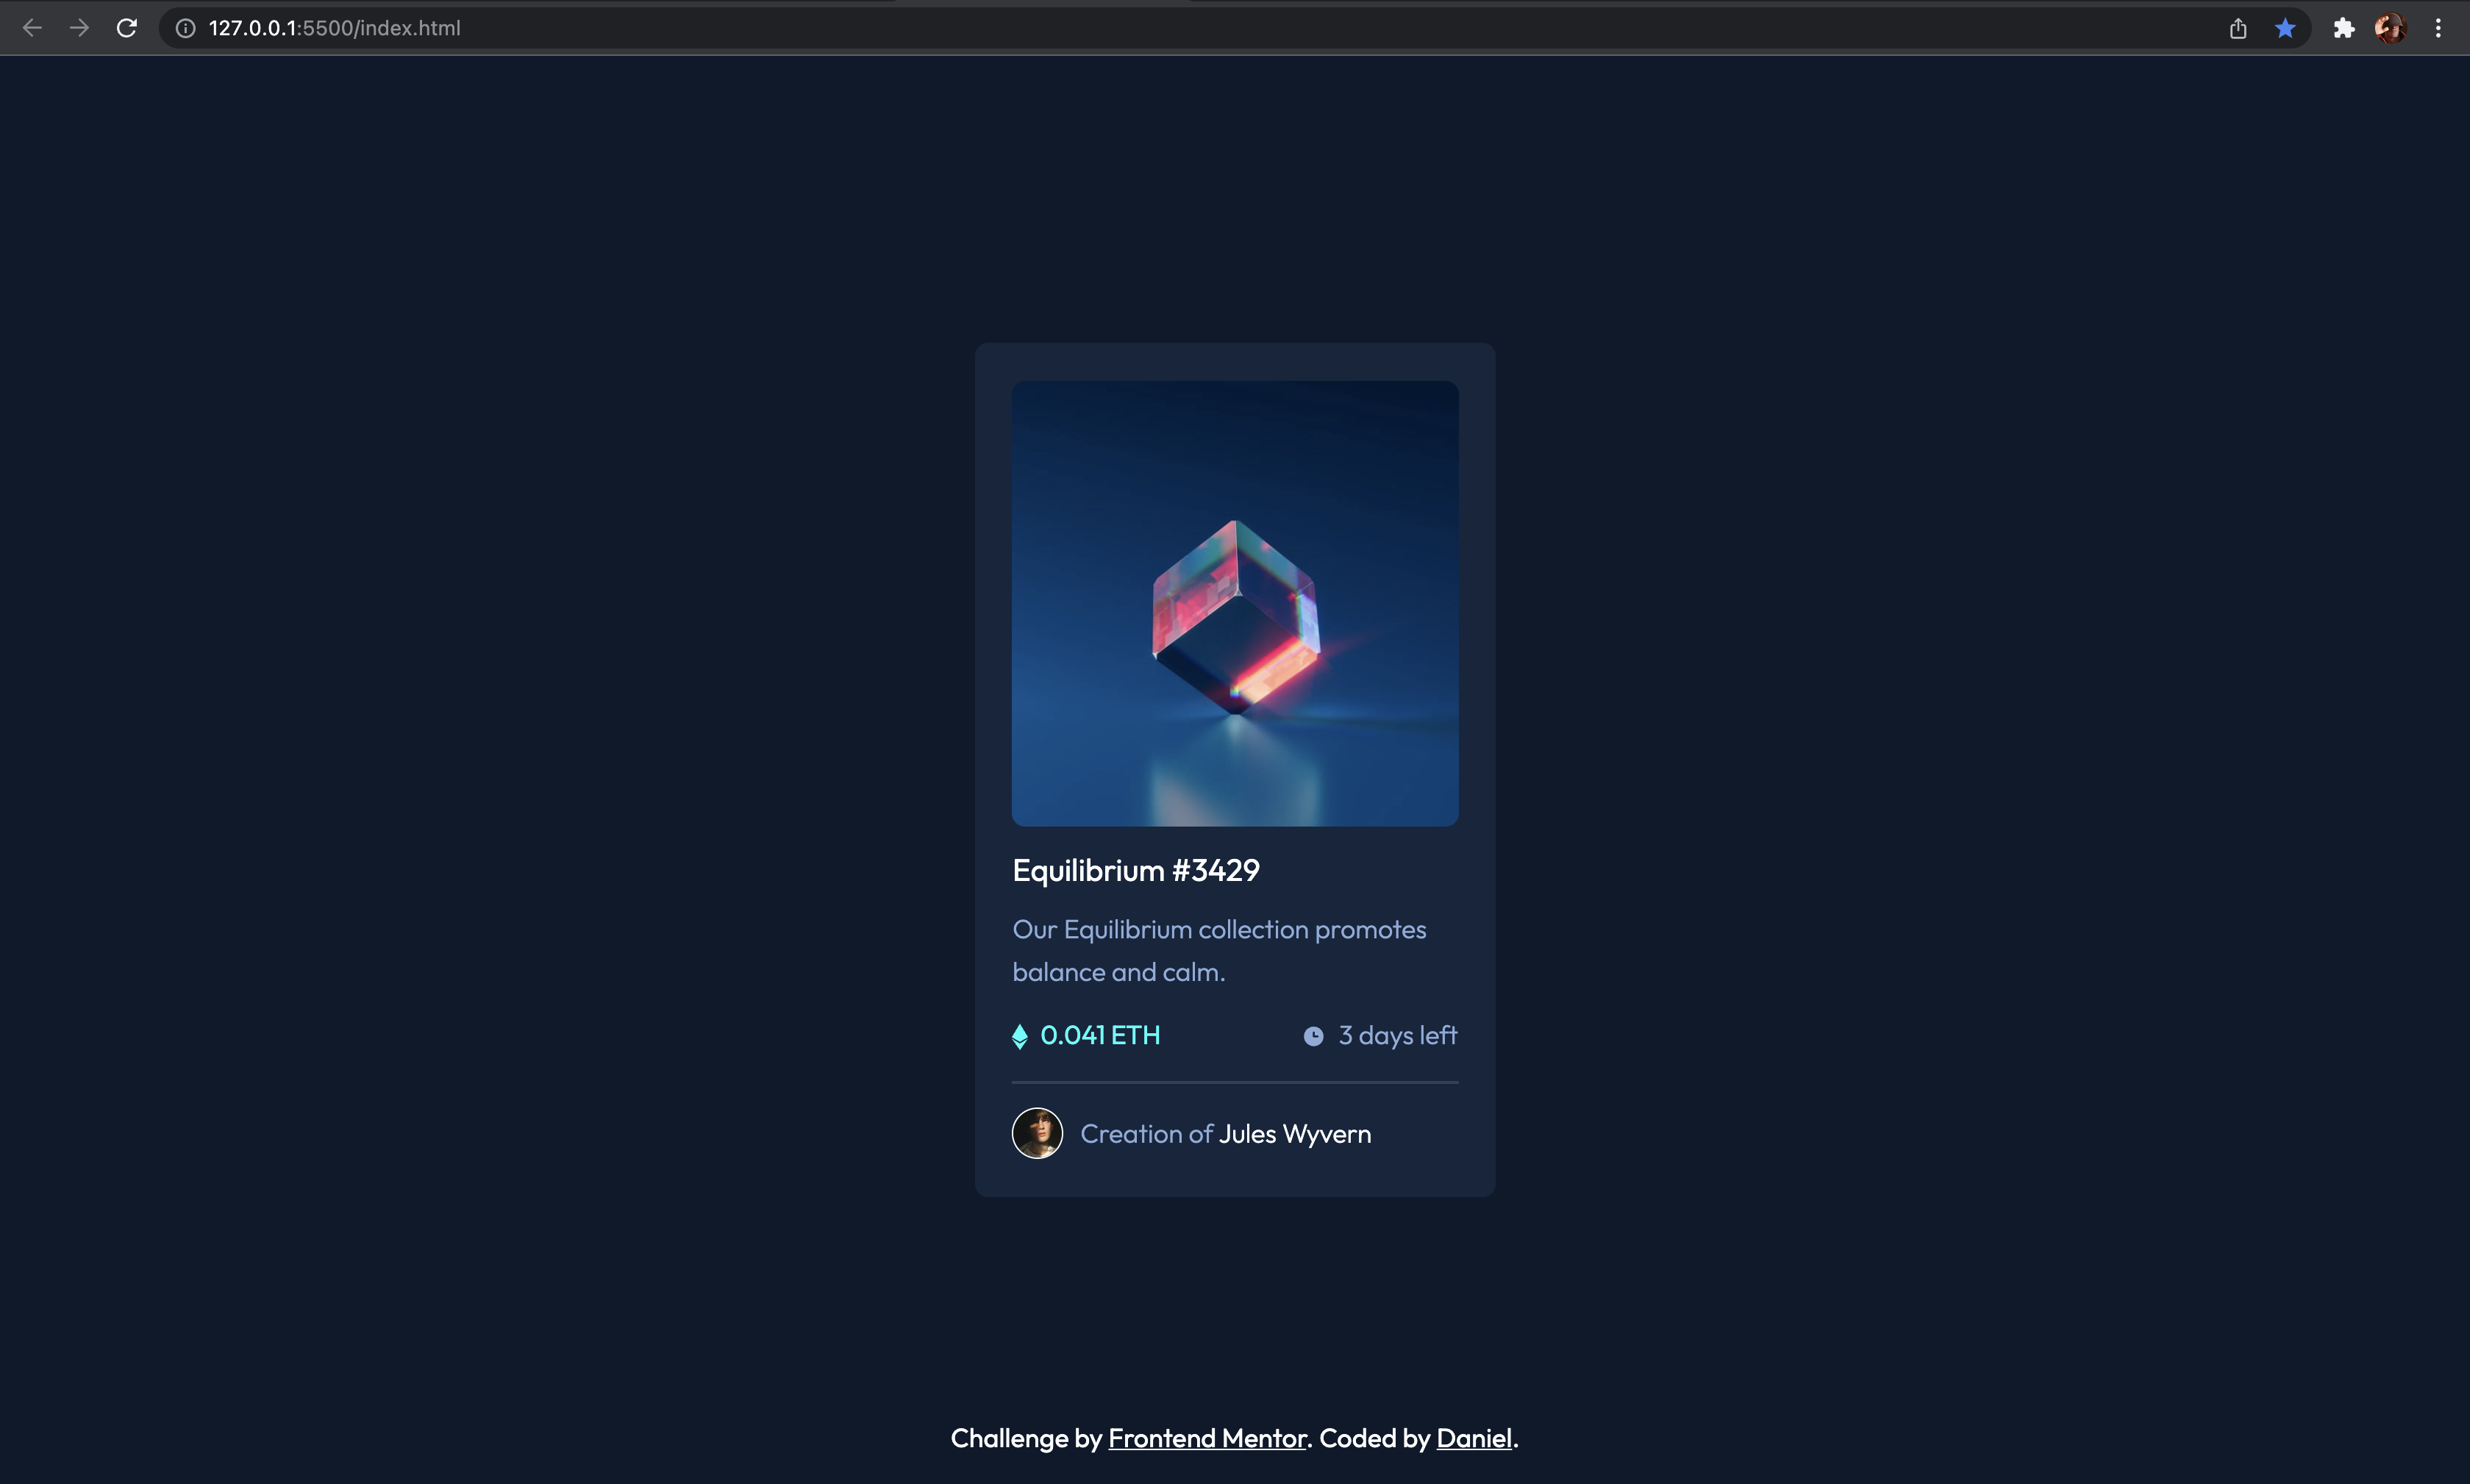 127.0.0.1:5500/index.html
Equilibrium #3429
Our Equilibrium collection promotes
balance and calm.
0.041 ETH
3 days left
Creation of Jules Wyvern
Challenge by Frontend Mentor. Coded by Daniel.